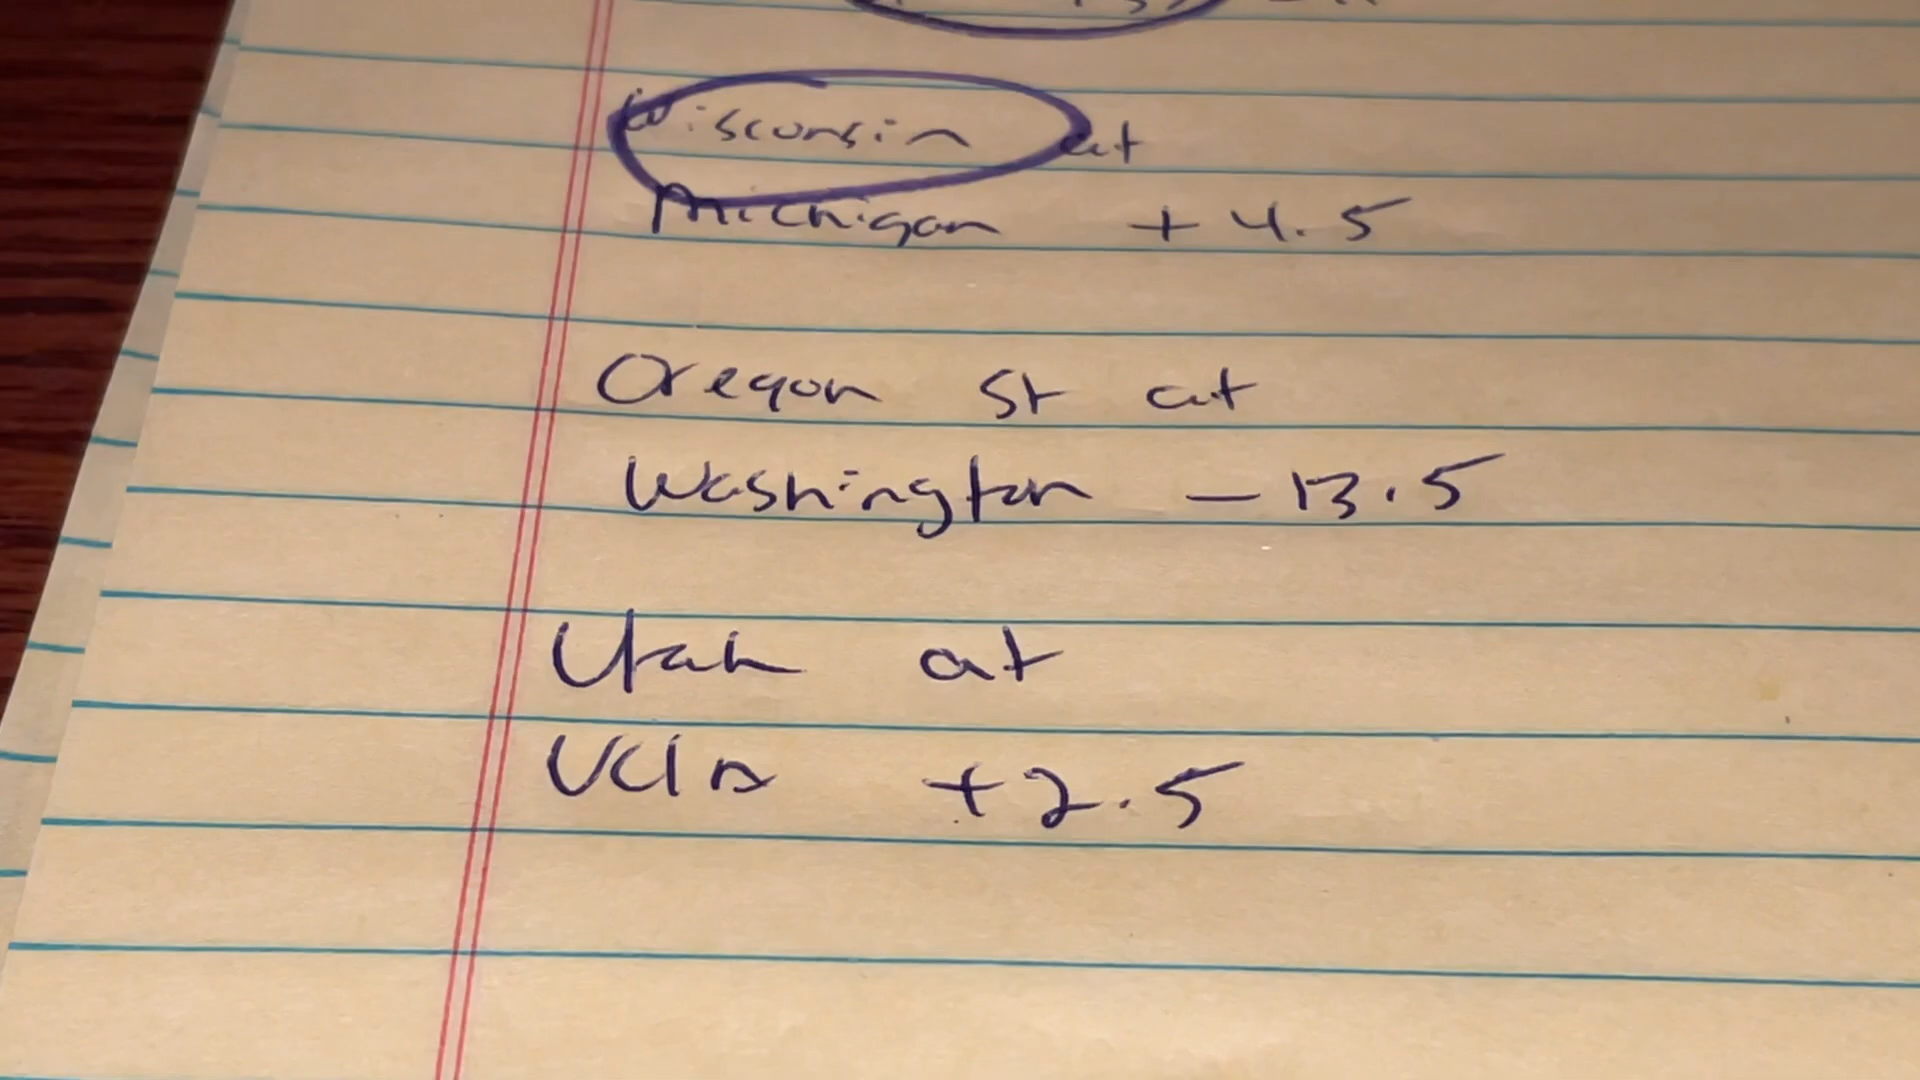 Wisconsin at
Michigan + 4.5
Oregon St at
Washington - 13.5
Utah at
UClA +2.5